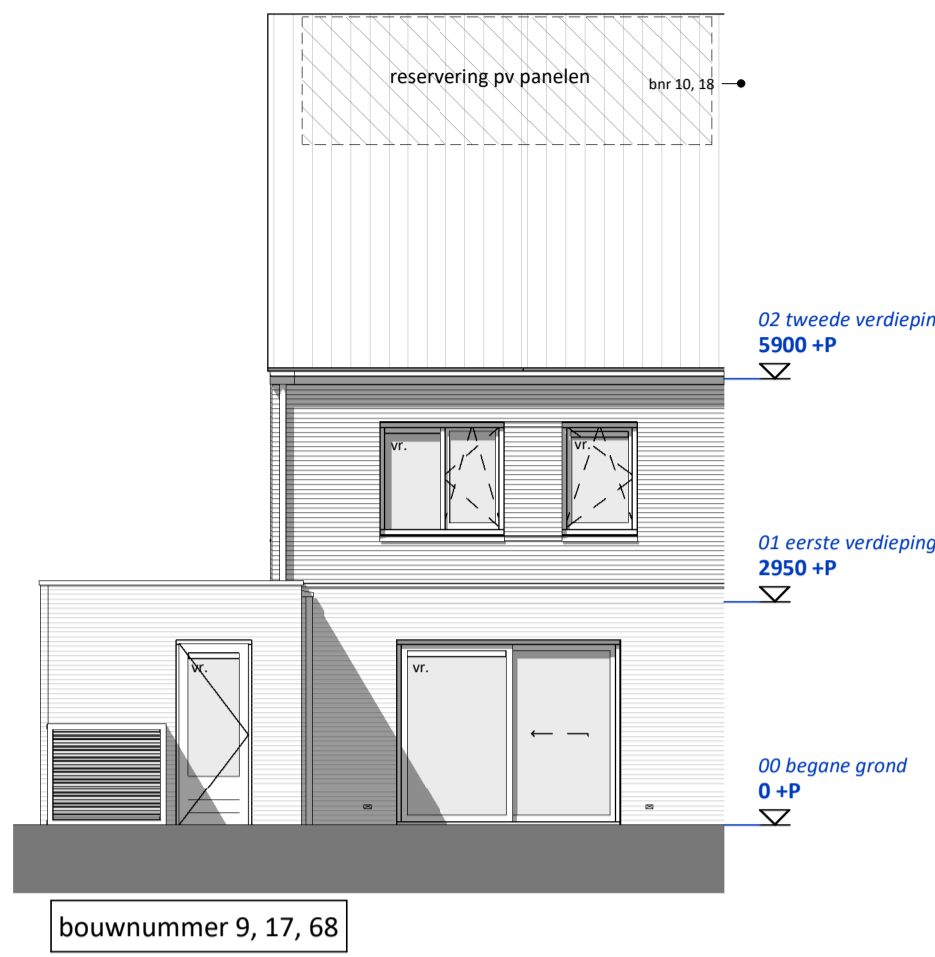 reservering pv panelen
bnr 10, 18
02 tweede verdiepin
5900 +P
vr.
vr.
01 eerste verdieping
2950 +P
vr.
vr.
00 begane grond
0 +P
bouwnummer 9, 17, 68